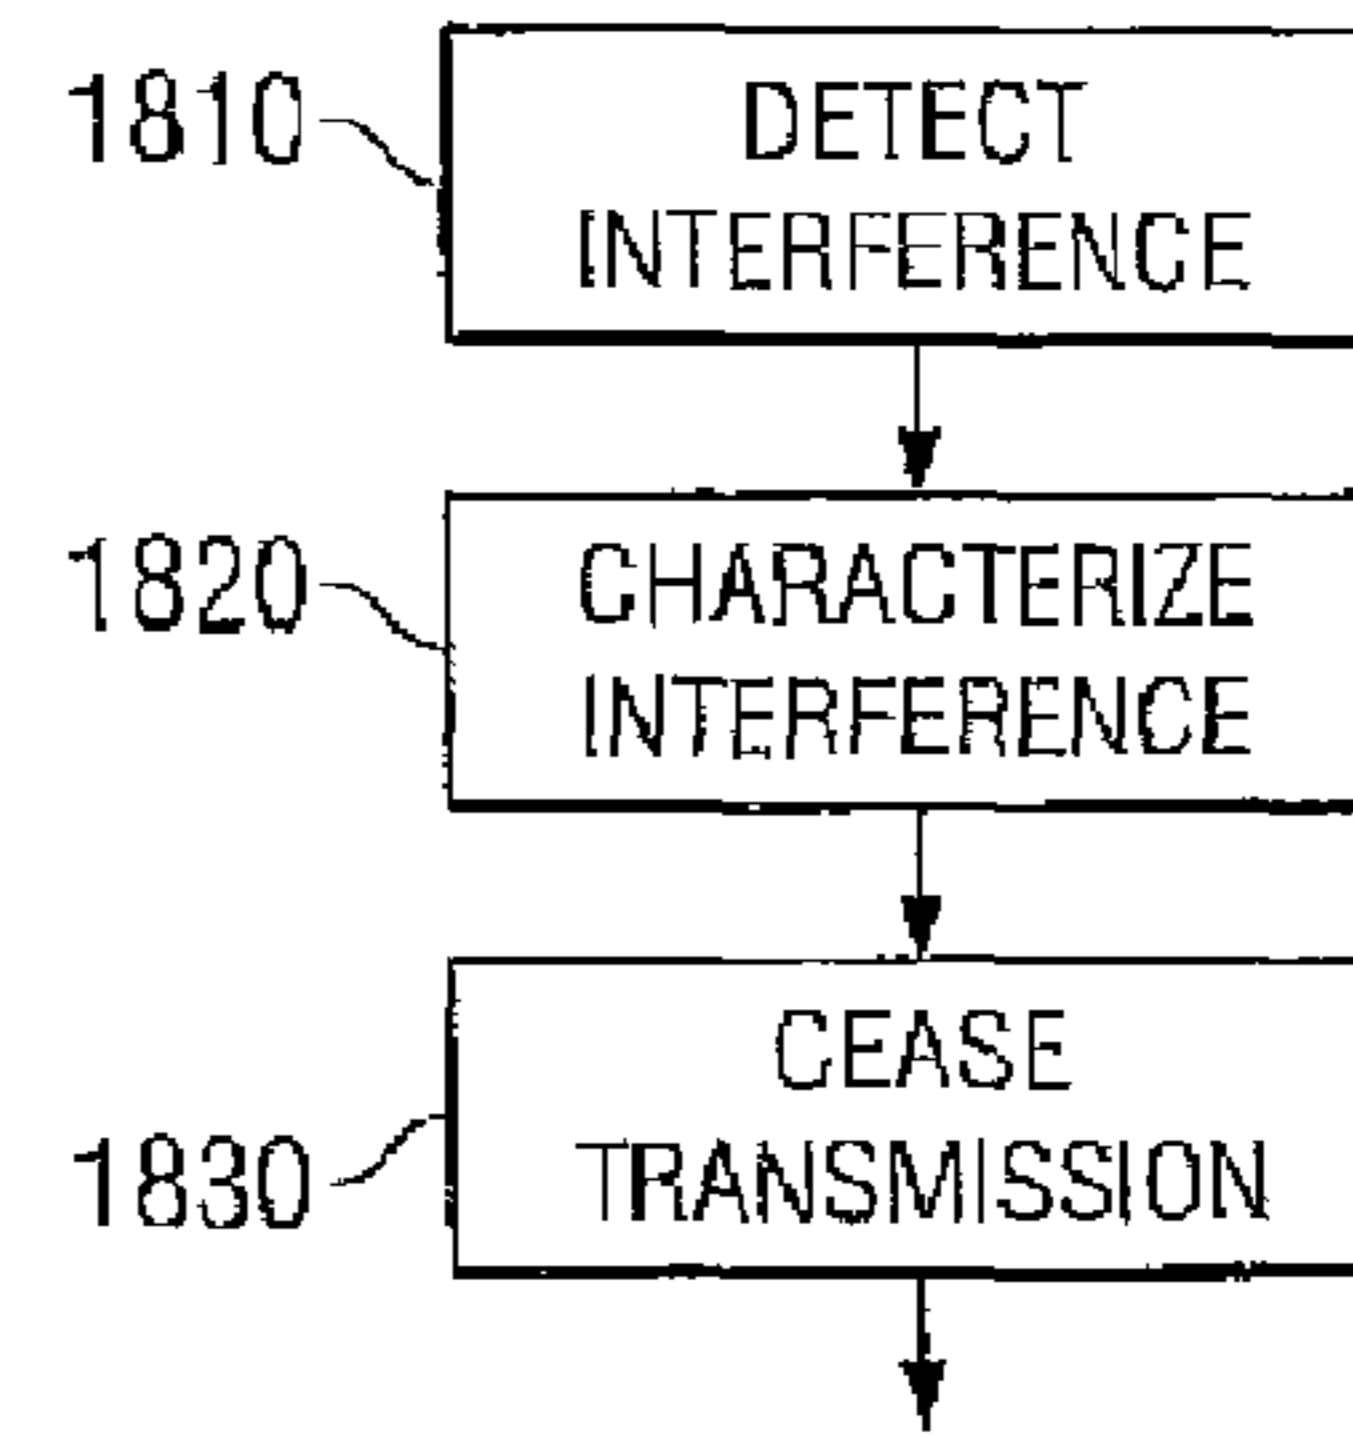 1810
DETECT
INTERFERENCE
1820
CHARACTERIZE
INTERFERENCE
CEASE
1830
TRANSMISSION